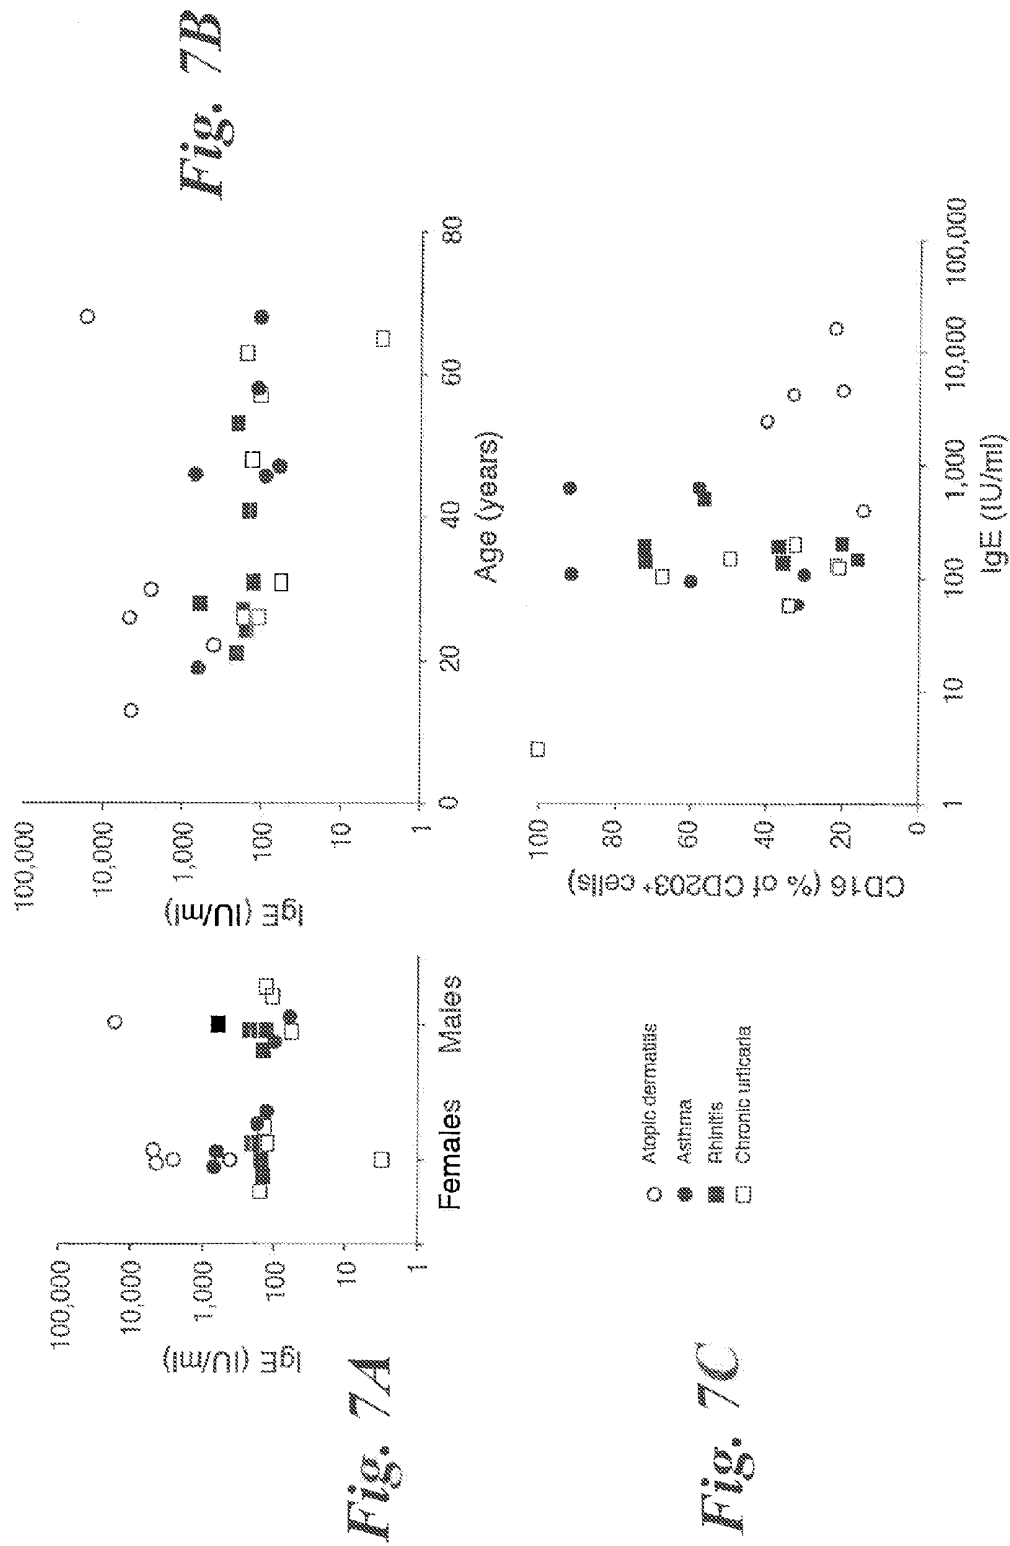 Fig. 7A
IgE (IU/ml)
100,000
10,000
1,000
100
10
1
Females
Males
Fig. 7B
IgE (IU/ml)
100,000
10,000
1,000
100
10
1
0
20
40
60
80
Age (years)
Fig. 7C
Atopic dermatitis
Asthma
Rhinitis
Chronic urticaria
CD16 (% of CD203+ cells)
100
80
60
40
20
0
1
10
100
1,000
10,000
100,000
IgE (IU/ml)